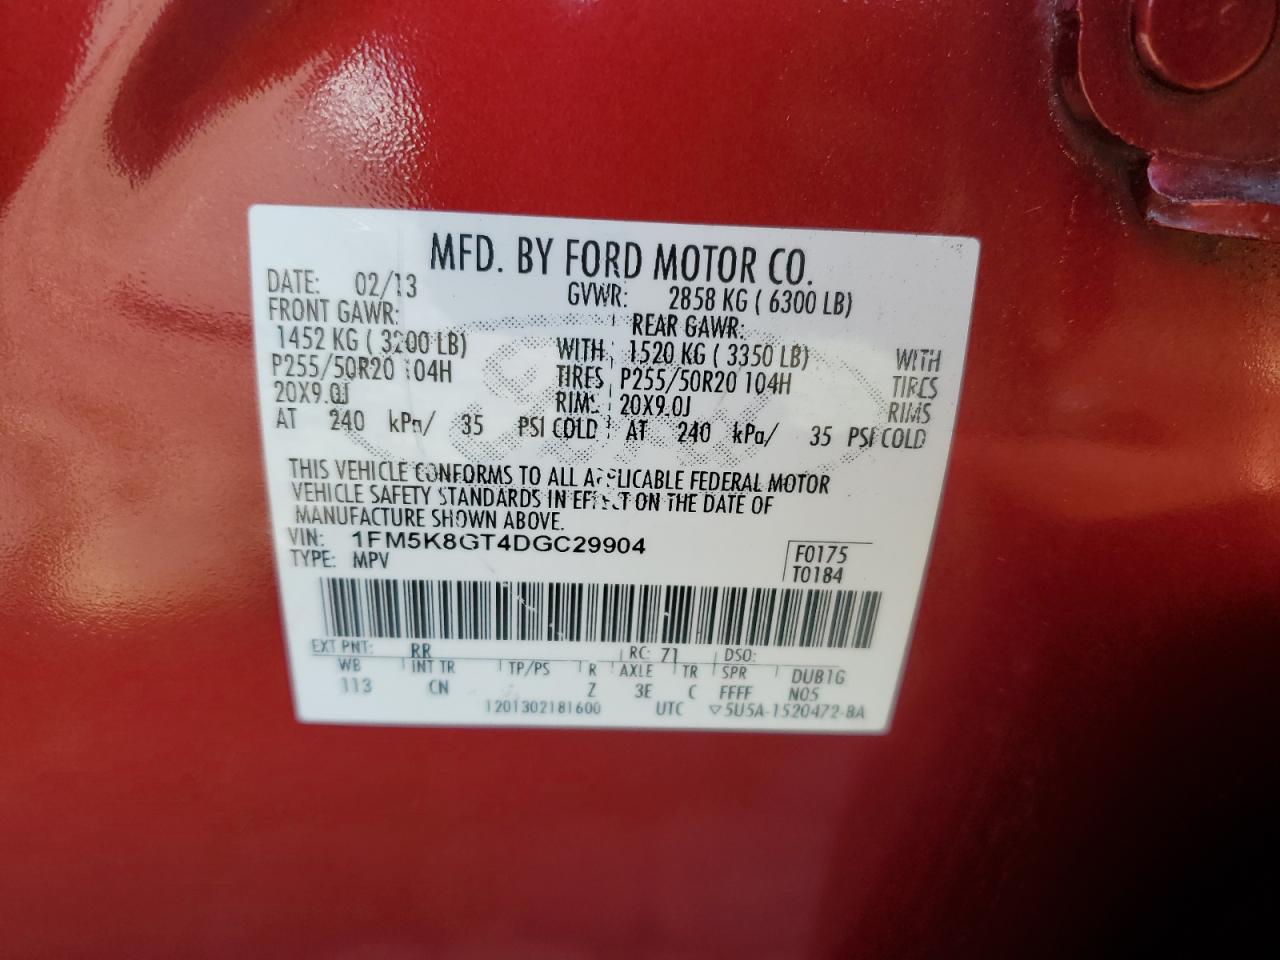 MFD. BY FORD MOTOR CO.
DATE: 02/13 GVWR: 2858 KG ( 6300 LB)
FRONT GAWR: REAR GAWR:
1452 KG ( 3200 LB) WITH 1520 KG ( 3350 LB) WITH
P255/50R20 104H TIRES P255/50R20 104H TIRES
20X9.0J RIMS 20X9.0J RIMS
AT 240 kPa/ 35 PSI COLD AT 240 kPa/ 35 PSI COLD
THIS VEHICLE CONFORMS TO ALL APPLICABLE FEDERAL MOTOR
VEHICLE SAFETY STANDARDS IN EFFECT ON THE DATE OF
MANUFACTURE SHOWN ABOVE.
VIN: 1FM5K8GT4DGC29904
TYPE: MPV
F0175
T0184
EXT PNT: RR RC: 71 DSO:
WB INT TR TP/PS R AXLE TR SPR DUB1G
113 CN Z 3E C FFFF N05
1201302181600 UTC ▽5U5A-1520472-BA